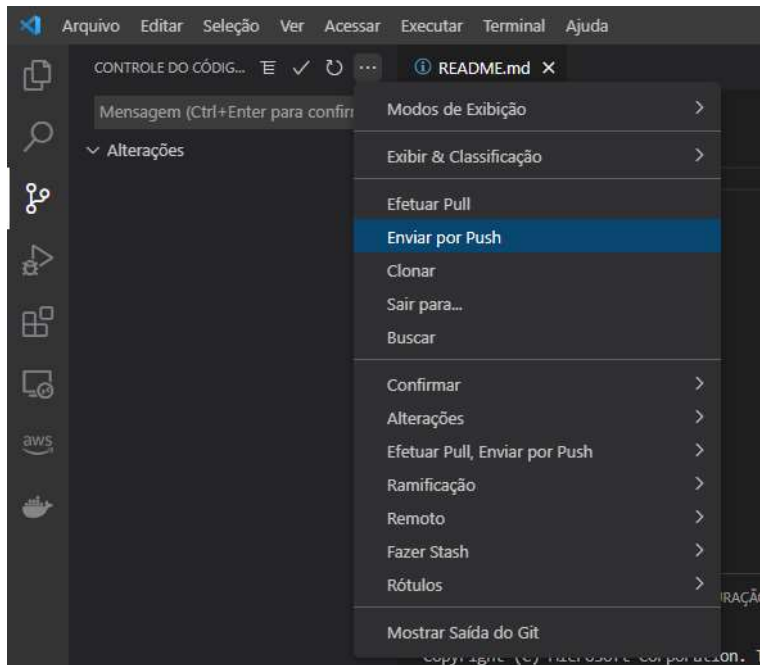 Arquivo Editar Seleção Ver Acessar Executar Terminal Ajuda
CONTROLE DO CÓDIG...
README.md
Mensagem (Ctrl+Enter para confir
Alterações
Modos de Exibição
Exibir & Classificação
Efetuar Pull
Enviar por Push
Clonar
Sair para...
Buscar
Confirmar
Alterações
Efetuar Pull, Enviar por Push
Ramificação
Remoto
Fazer Stash
Rótulos
Mostrar Saída do Git
aws